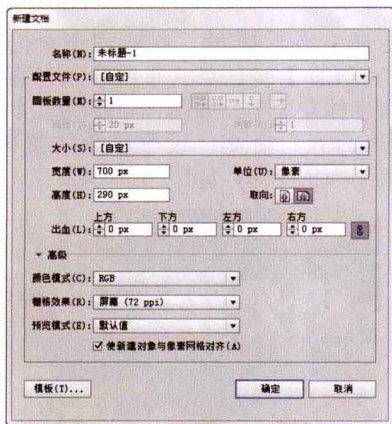 新建文档
名称(N): 未标题-1
配置文件(P): [自定]
画板数量(M): 1
20 px 1
大小(S): [自定]
宽度(W): 700 px 单位(U): 像素
高度(H): 290 px 取向:
上方 下方 左方 右方
出血(L): 0 px 0 px 0 px 0 px
高级
颜色模式(C): RGB
栅格效果(R): 屏幕 (72 ppi)
预览模式(E): 默认值
使新建对象与像素网格对齐(A)
模板(T)... 确定 取消